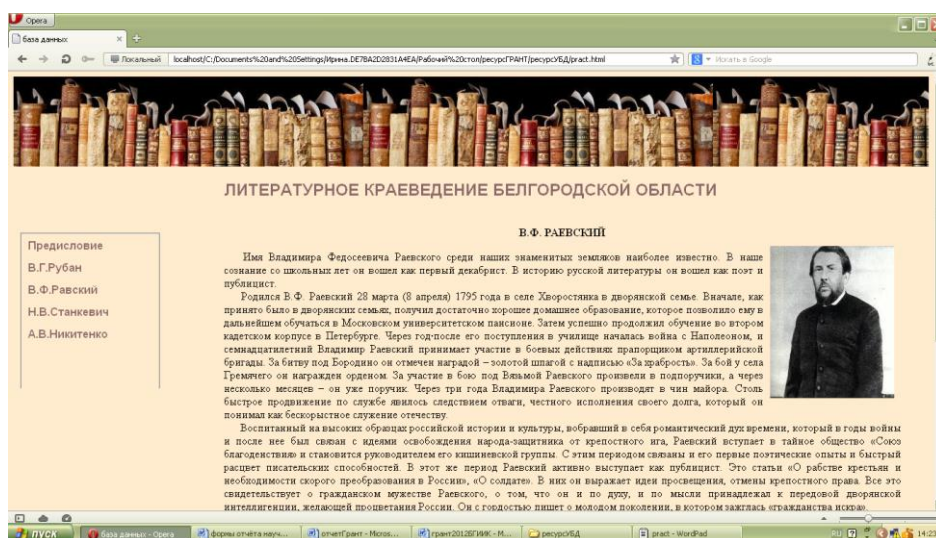 Opera
база данных
Локальный localhost/C:/Documents%20and%20Settings/Ирина.DE7BA2D2831A4EA/Рабочий%20стол/ресурсГРАНТ/ресурсУБД/pract.html Искать в Google
ЛИТЕРАТУРНОЕ КРАЕВЕДЕНИЕ БЕЛГОРОДСКОЙ ОБЛАСТИ
Предисловие
В.Г.Рубан
В.Ф.Равский
Н.В.Станкевич
А.В.Никитенко
В.Ф. РАЕВСКИЙ
Имя Владимира Федосеевича Раевского среди наших знаменитых земляков наиболее известно. В наше
сознание со школьных лет он вошел как первый декабрист. В историю русской литературы он вошел как поэт и
публицист.
Родился В.Ф. Раевский 28 марта (8 апреля) 1795 года в селе Хворостянка в дворянской семье. Вначале, как
принято было в дворянских семьях, получил достаточно хорошее домашнее образование, которое позволило ему в
дальнейшем обучаться в Московском университетском пансионе. Затем успешно продолжил обучение во втором
кадетском корпусе в Петербурге. Через год-после его поступления в училище началась война с Наполеоном, и
семнадцатилетний Владимир Раевский принимает участие в боевых действиях прапорщиком артиллерийской
бригады. За битву под Бородино он отмечен наградой – золотой шпагой с надписью «За храбрость». За бой у села
Гремячего он награжден орденом. За участие в бою под Вязьмой Раевского произвели в подпоручики, а через
несколько месяцев – он уже поручик. Через три года Владимира Раевского производят в чин майора. Столь
быстрое продвижение по службе явилось следствием отваги, честного исполнения своего долга, который он
понимал как бескорыстное служение отечеству.
Воспитанный на высоких образцах российской истории и культуры, вобравший в себя романтический дух времени, который в годы войны
и после нее был связан с идеями освобождения народа-защитника от крепостного ига, Раевский вступает в тайное общество «Союз
благоденствия» и становится руководителем его кишиневской группы. С этим периодом связаны и его первые поэтические опыты и быстрый
расцвет писательских способностей. В этот же период Раевский активно выступает как публицист. Это статьи «О рабстве крестьян и
необходимости скорого преобразования в России», «О солдате». В них он выражает идеи просвещения, отмены крепостного права. Все это
свидетельствует о гражданском мужестве Раевского, о том, что он и по духу, и по мысли принадлежал к передовой дворянской
интеллигенции, желающей процветания России. Он с гордостью пишет о молодом поколении, в котором зажглась «гражданства искра».
пуск база данных - Opera формы отчёта науч... отчетГрант - Micros... грант2012БГИИК - M... ресурсУБД pract - WordPad RU 14:23